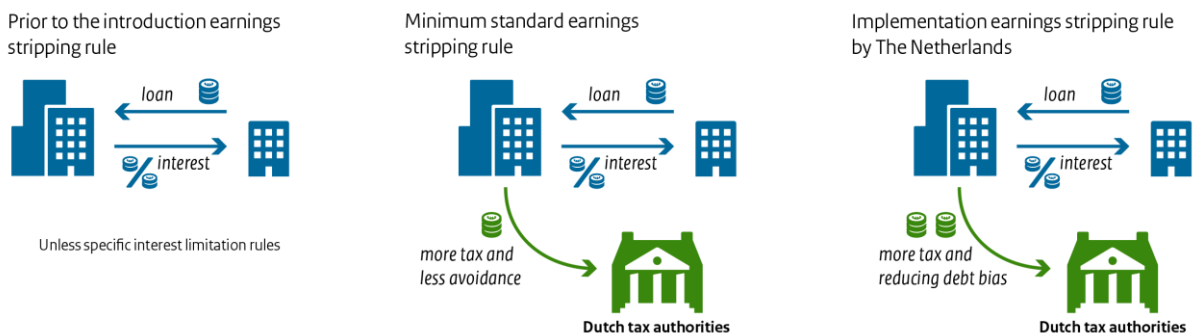 Prior to the introduction earnings
stripping rule
loan
interest
Unless specific interest limitation rules
Minimum standard earnings
stripping rule
loan
interest
more tax and
less avoidance
Dutch tax authorities
Implementation earnings stripping rule
by The Netherlands
loan
interest
more tax and
reducing debt bias
Dutch tax authorities